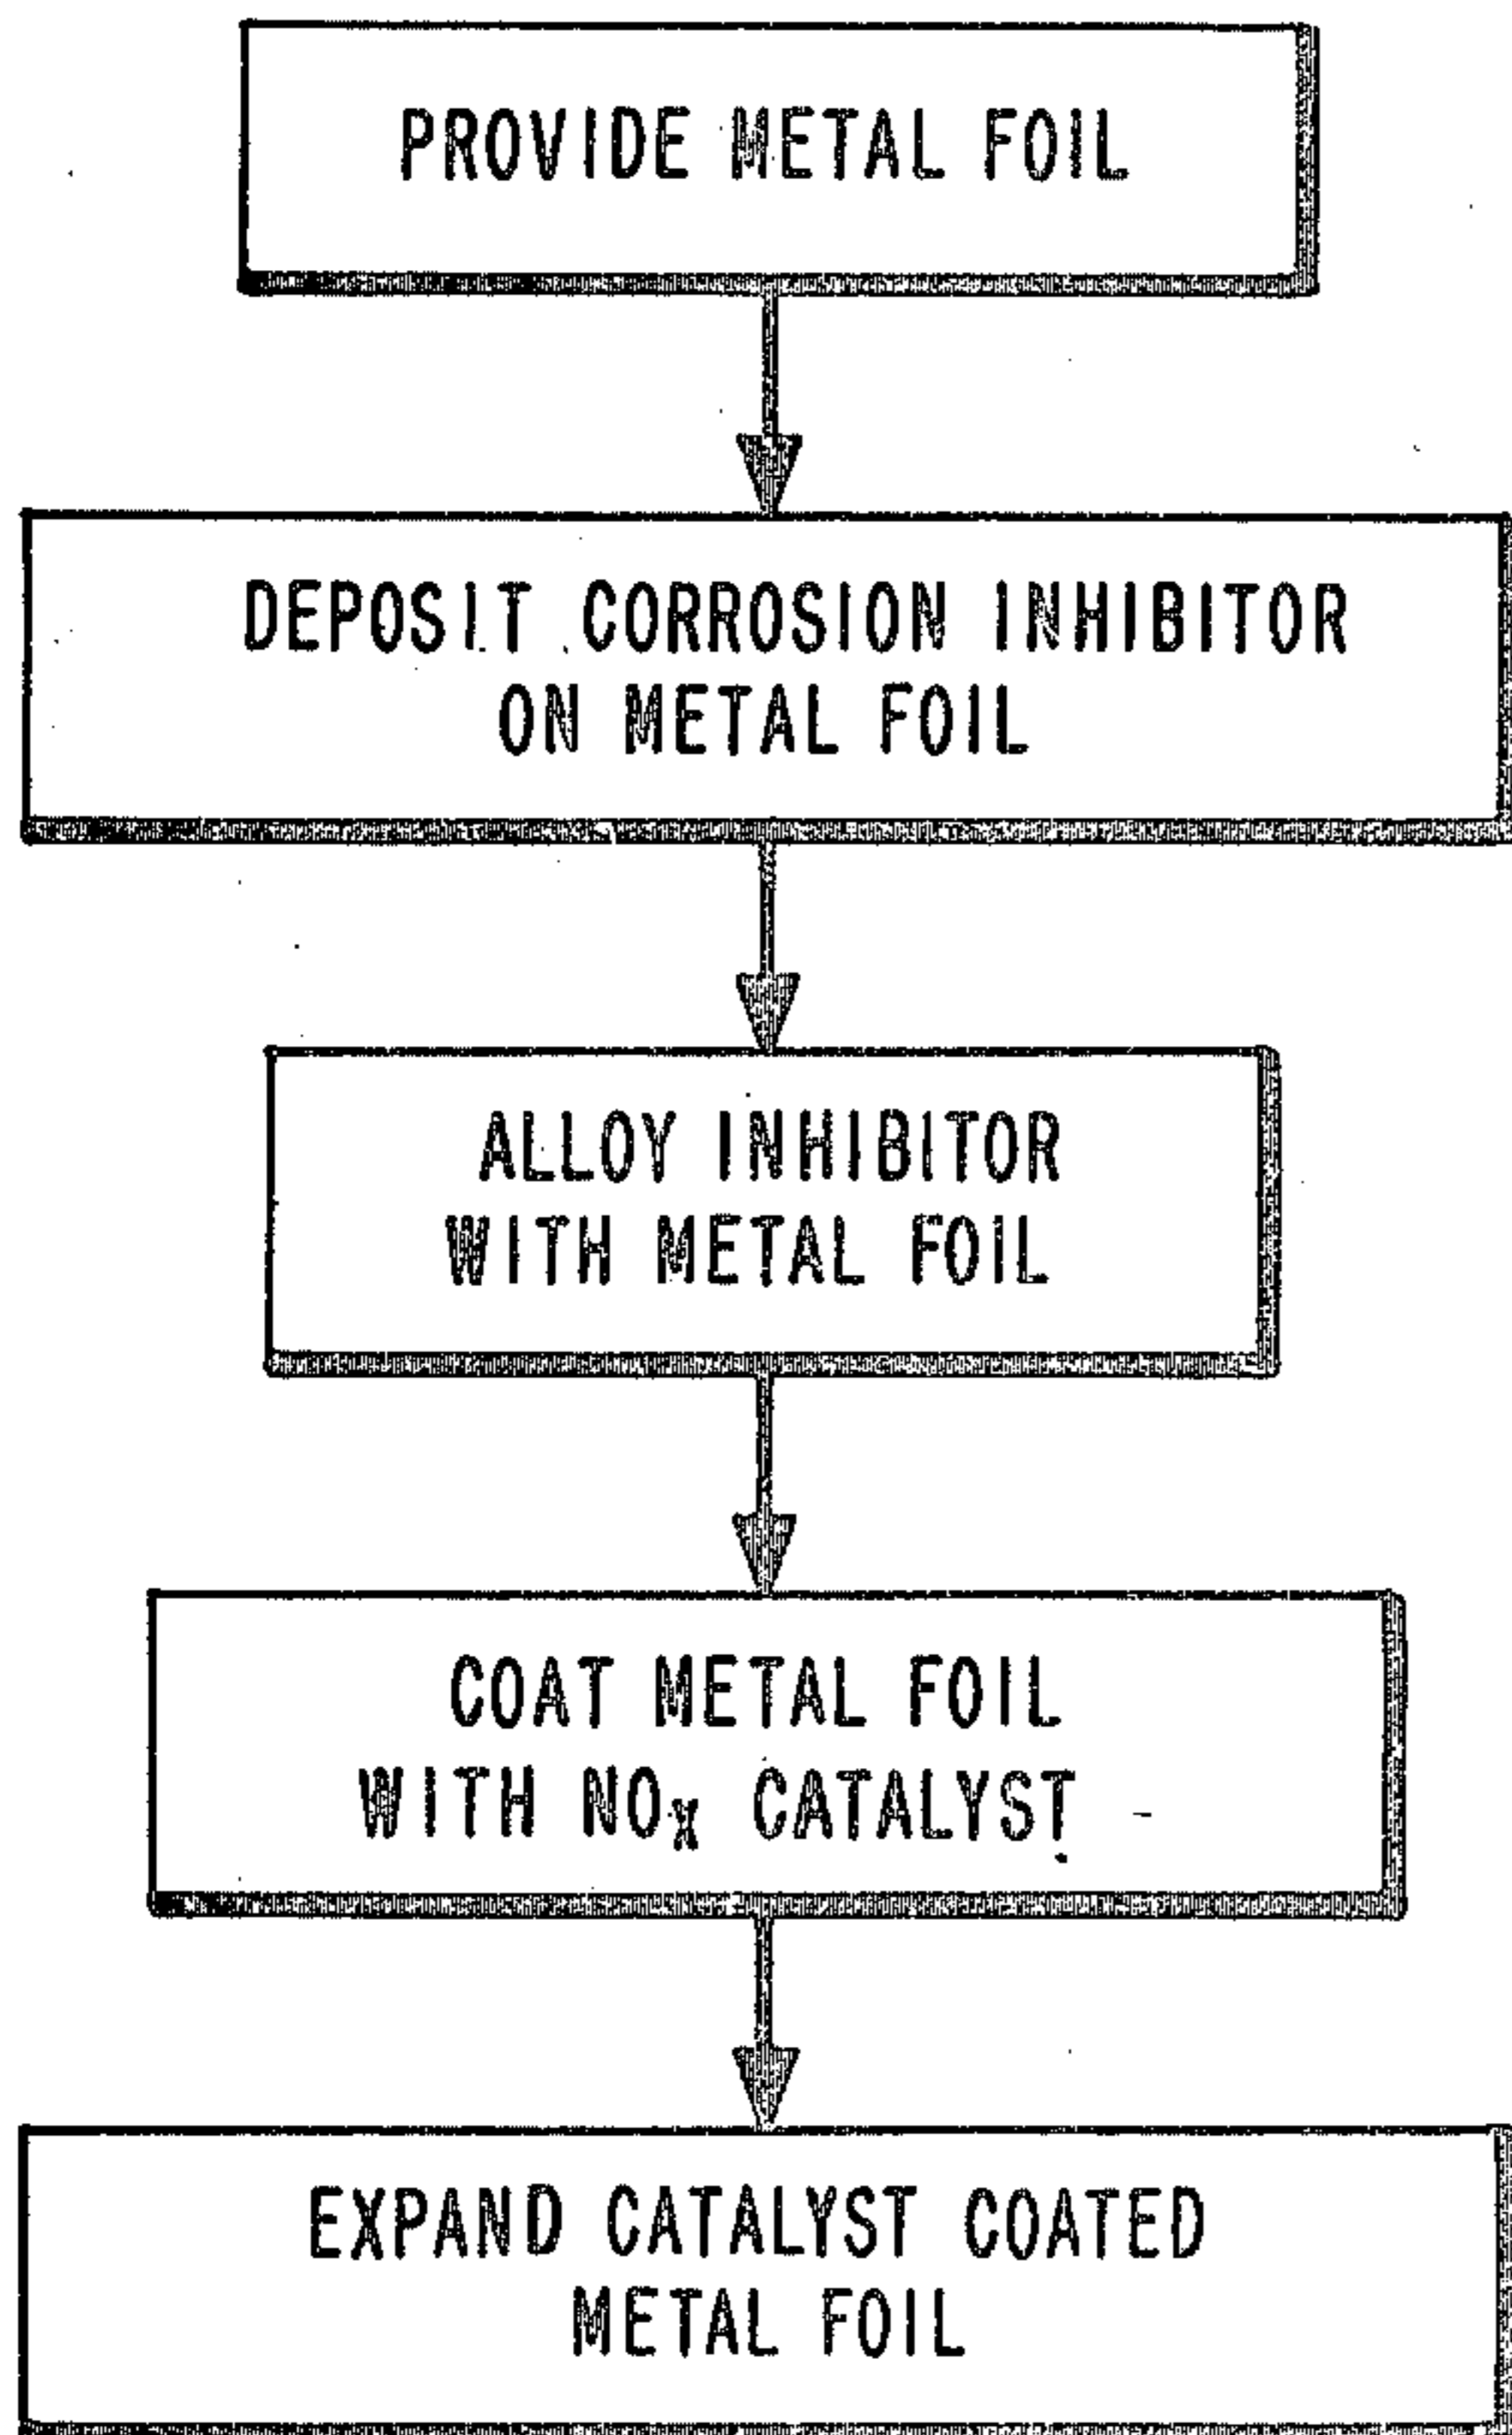 PROVIDE METAL FOIL
DEPOSIT CORROSION INHIBITOR
ON METAL FOIL
ALLOY INHIBITOR
WITH METAL FOIL
COAT METAL FOIL
WITH NOx CATALYST
EXPAND CATALYST COATED
METAL FOIL